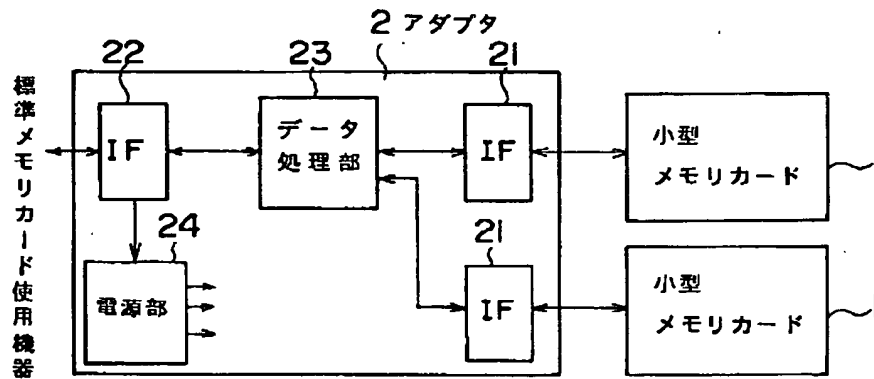 2 アダプタ
22
23
21
標準メモリカード使用機器
IF
データ
処理部
IF
小型
メモリカード
24
電源部
21
IF
小型
メモリカード